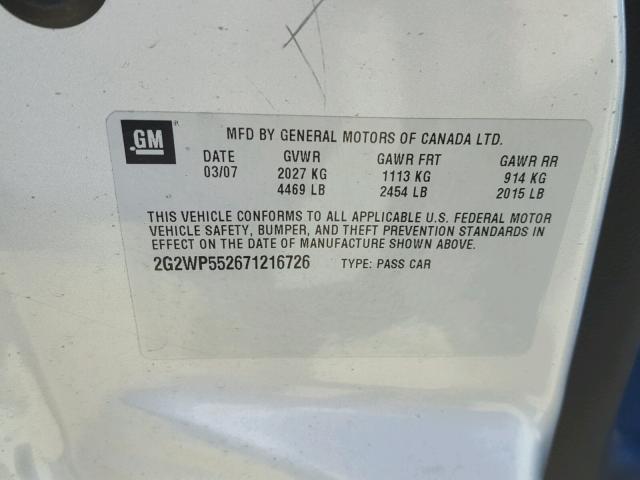 GM
MFD BY GENERAL MOTORS OF CANADA LTD.
DATE GVWR GAWR FRT GAWR RR
03/07 2027 KG 1113 KG 914 KG
4469 LB 2454 LB 2015 LB
THIS VEHICLE CONFORMS TO ALL APPLICABLE U.S. FEDERAL MOTOR
VEHICLE SAFETY, BUMPER, AND THEFT PREVENTION STANDARDS IN
EFFECT ON THE DATE OF MANUFACTURE SHOWN ABOVE.
2G2WP552671216726 TYPE: PASS CAR